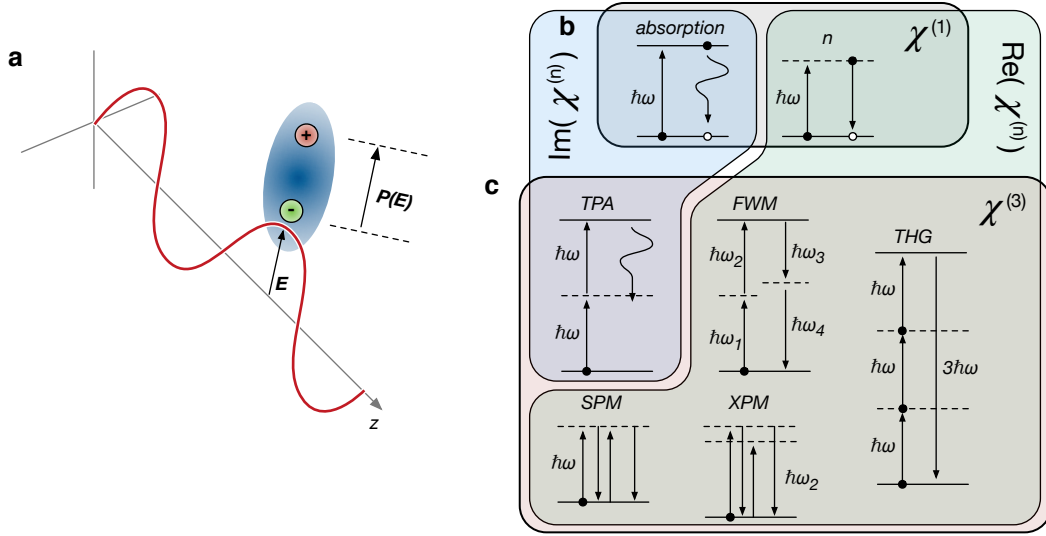 a
+
-
P(E)
E
z
b
Im( χ(n))
absorption
ħω
n
ħω
χ(1)
Re( χ(n))
c
χ(3)
TPA
ħω
ħω
FWM
ħω2
ħω3
ħω1
ħω4
THG
ħω
ħω
ħω
3ħω
SPM
ħω
XPM
ħω2